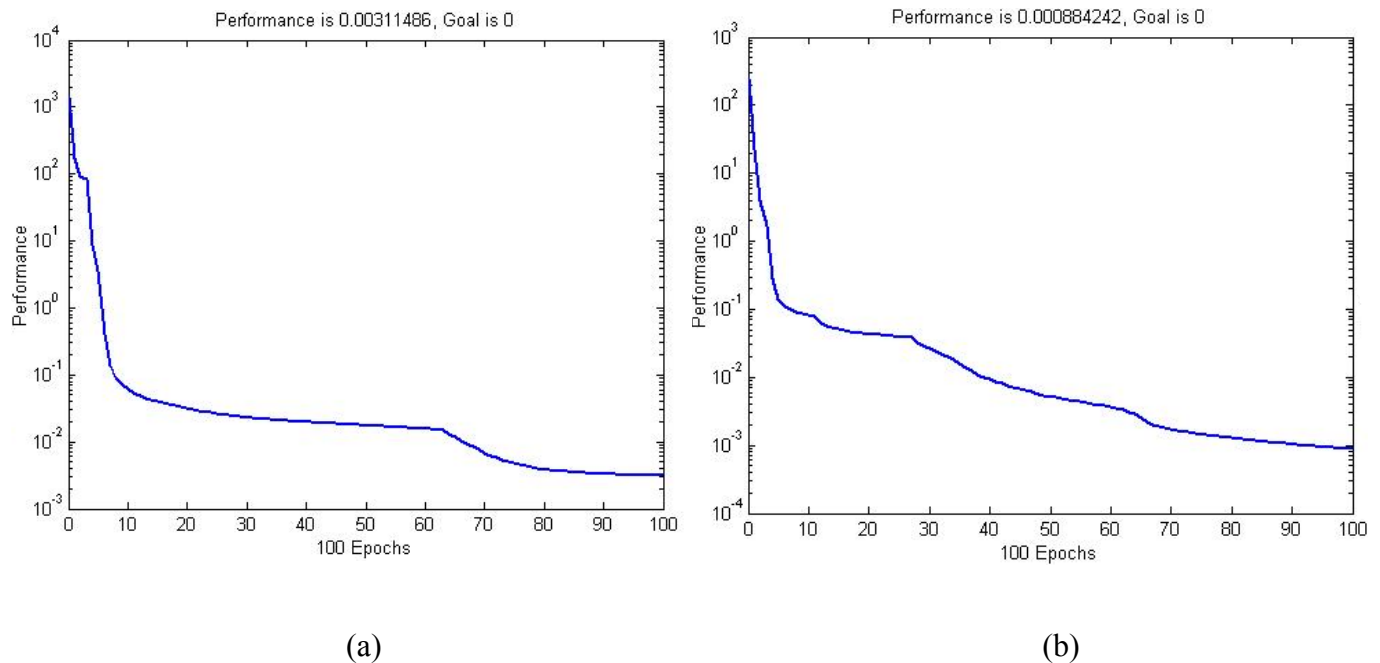 Performance is 0.00311486, Goal is 0
10^4
10^3
10^2
10^1
10^0
10^-1
10^-2
10^-3
Performance
0 10 20 30 40 50 60 70 80 90 100
100 Epochs
(a)
Performance is 0.000884242, Goal is 0
10^3
10^2
10^1
10^0
10^-1
10^-2
10^-3
10^-4
Performance
0 10 20 30 40 50 60 70 80 90 100
100 Epochs
(b)